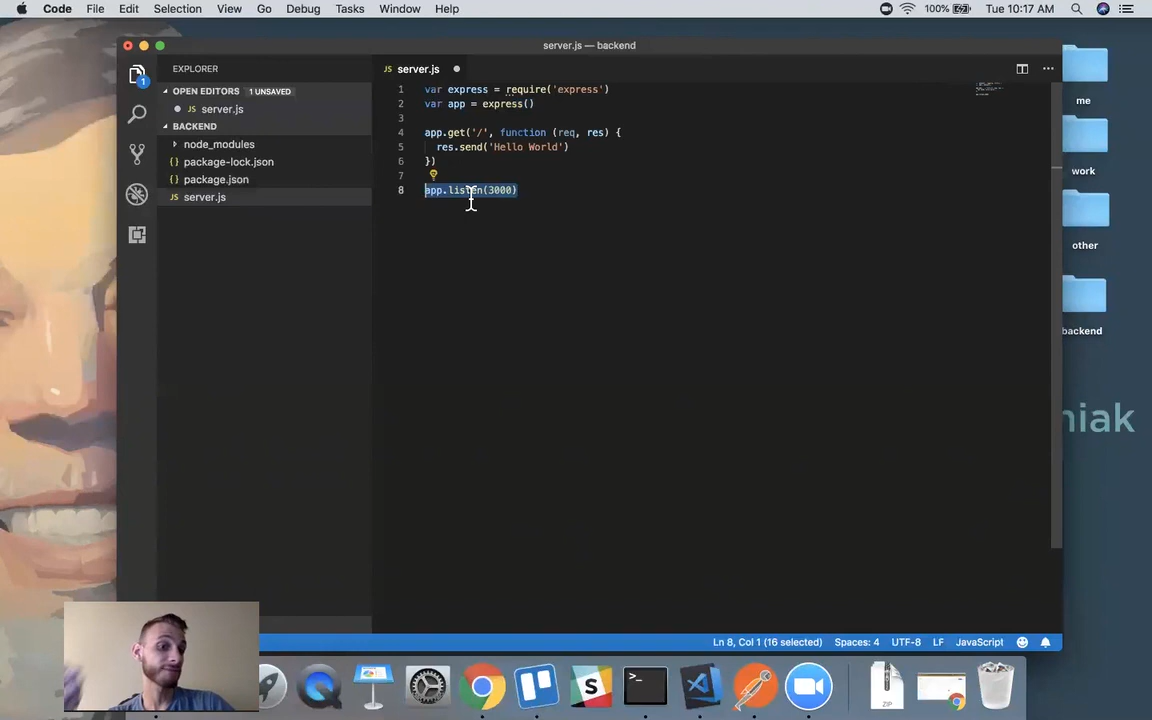 Code File Edit Selection View Go Debug Tasks Window Help 100% Tue 10:17 AM
server.js — backend
EXPLORER
JS server.js
OPEN EDITORS 1 UNSAVED
JS server.js
BACKEND
node_modules
{} package-lock.json
{} package.json
JS server.js
1
1 var express = require('express')
2 var app = express()
3
4 app.get('/', function (req, res) {
5 res.send('Hello World')
6 })
7
8 app.listen(3000)
me
work
other
backend
niak
Ln 8, Col 1 (16 selected) Spaces: 4 UTF-8 LF JavaScript
S
>_
ZIP